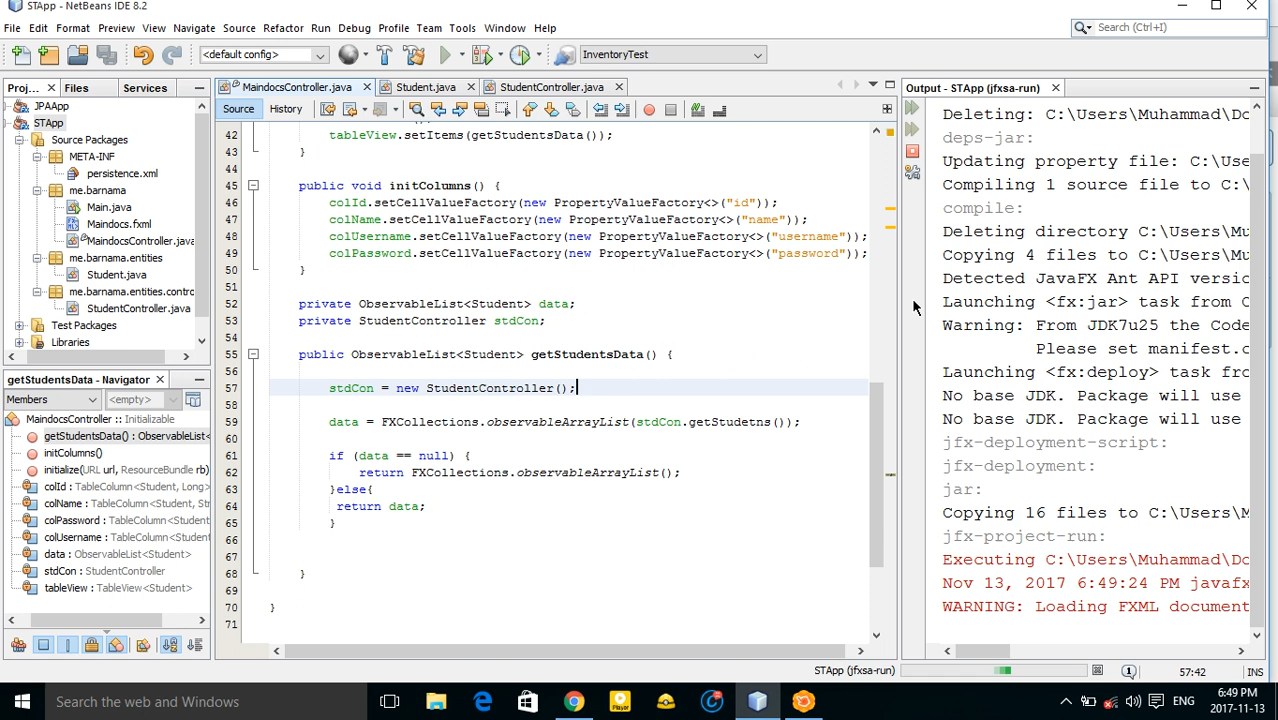 STApp - NetBeans IDE 8.2
File Edit Format Preview View Navigate Source Refactor Run Debug Profile Team Tools Window Help
Search (Ctrl+I)
<default config>
InventoryTest
Proj... Files Services
MaindocsController.java Student.java StudentController.java
Output - STApp (jfxsa-run)
Source History
JPAApp
STApp
Source Packages
META-INF
persistence.xml
me.barnama
Main.java
Maindocs.fxml
MaindocsController.java
me.barnama.entities
Student.java
me.barnama.entities.contro
StudentController.java
Test Packages
Libraries
getStudentsData - Navigator
Members <empty>
MaindocsController :: Initializable
getStudentsData() : ObservableList<
initColumns()
initialize(URL url, ResourceBundle rb)
colId : TableColumn<Student, Long>
colName : TableColumn<Student, Str
colPassword : TableColumn<Student
colUsername : TableColumn<Student
data : ObservableList<Student>
stdCon : StudentController
tableView : TableView<Student>
42 tableView.setItems(getStudentsData());
43 }
44
45 public void initColumns() {
46 colId.setCellValueFactory(new PropertyValueFactory<>("id"));
47 colName.setCellValueFactory(new PropertyValueFactory<>("name"));
48 colUsername.setCellValueFactory(new PropertyValueFactory<>("username"));
49 colPassword.setCellValueFactory(new PropertyValueFactory<>("password"));
50 }
51
52 private ObservableList<Student> data;
53 private StudentController stdCon;
54
55 public ObservableList<Student> getStudentsData() {
56
57 stdCon = new StudentController();
58
59 data = FXCollections.observableArrayList(stdCon.getStudetns());
60
61 if (data == null) {
62 return FXCollections.observableArrayList();
63 }else{
64 return data;
65 }
66
67
68 }
69
70 }
71
Deleting: C:\Users\Muhammad\Do
deps-jar:
Updating property file: C:\Use
Compiling 1 source file to C:\
compile:
Deleting directory C:\Users\Mu
Copying 4 files to C:\Users\Mu
Detected JavaFX Ant API versio
Launching <fx:jar> task from C
Warning: From JDK7u25 the Code
Please set manifest.c
Launching <fx:deploy> task fro
No base JDK. Package will use
No base JDK. Package will use
jfx-deployment-script:
jfx-deployment:
jar:
Copying 16 files to C:\Users\M
jfx-project-run:
Executing C:\Users\Muhammad\Do
Nov 13, 2017 6:49:24 PM javafx
WARNING: Loading FXML document
STApp (jfxsa-run) 1 57:42 INS
Search the web and Windows
Player
ENG
6:49 PM
2017-11-13